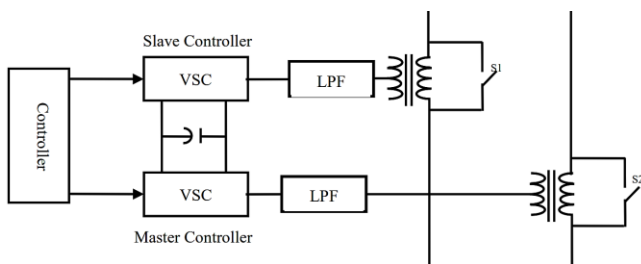 Slave Controller
VSC
LPF
S1
Controller
VSC
LPF
S2
Master Controller